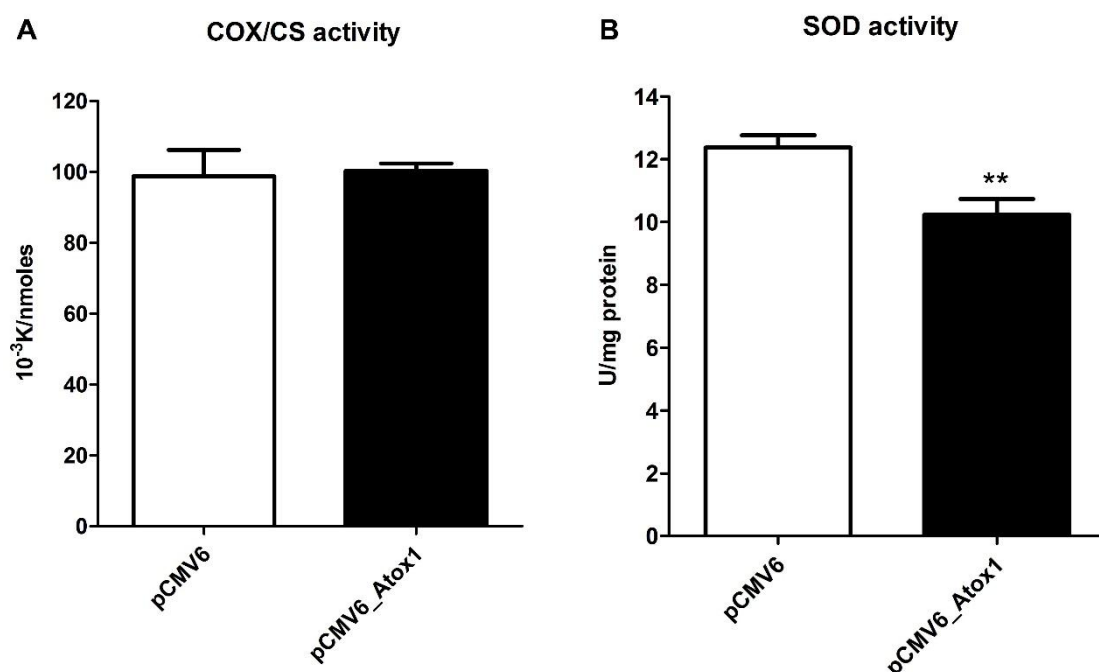 A
COX/CS activity
120
100
80
60
40
20
0
10⁻³K/nmoles
pCMV6
pCMV6_Atox1
B
SOD activity
14
12
10
8
6
4
2
0
U/mg protein
**
pCMV6
pCMV6_Atox1